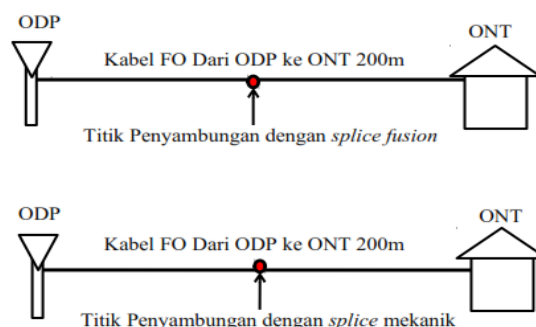 ODP
ONT
Kabel FO Dari ODP ke ONT 200m
Titik Penyambungan dengan splice fusion
ODP
ONT
Kabel FO Dari ODP ke ONT 200m
Titik Penyambungan dengan splice mekanik